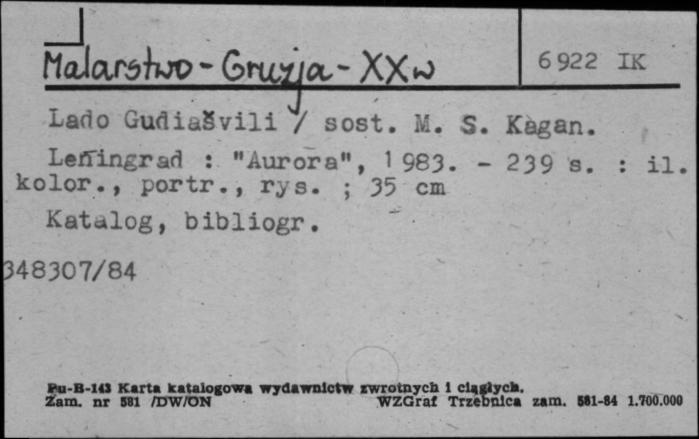 Malarstwo - Gruzja - XXw
6922 IK
Lado Gudiašvili / sost. M. S. Kagan.
Leningrad : "Aurora", 1983. - 239 s. : il.
kolor., portr., rys. ; 35 cm
Katalog, bibliogr.
348307/84
Pu-B-143 Karta katalogowa wydawnictw zwrotnych i ciągłych.
Zam. nr 581 /DW/ON WZGraf Trzebnica zam. 581-84 1.700.000